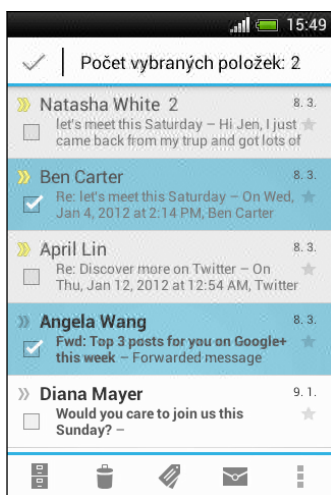 15:49
Počet vybraných položek: 2
Natasha White 2 8. 3.
let's meet this Saturday – Hi Jen, I just
came back from my trup and got lots of
Ben Carter 8. 3.
Re: let's meet this Saturday – On Wed,
Jan 4, 2012 at 2:14 PM, Ben Carter
April Lin 8. 3.
Re: Discover more on Twitter – On
Thu, Jan 12, 2012 at 12:54 AM, Twitter
Angela Wang 8. 3.
Fwd: Top 3 posts for you on Google+
this week – Forwarded message
Diana Mayer 9. 1.
Would you care to join us this
Sunday? –